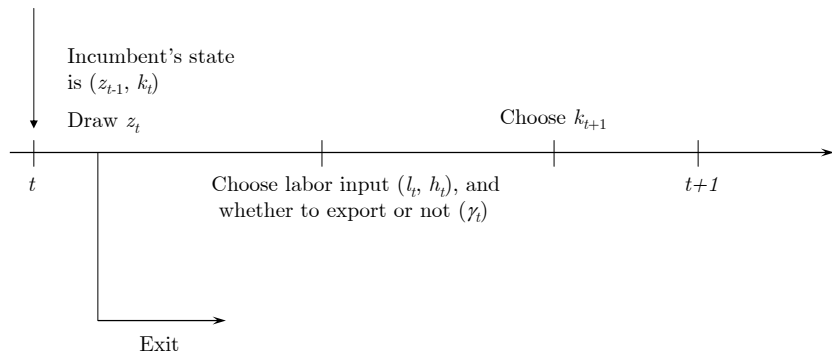 Incumbent's state
is (z_{t-1}, k_t)
Draw z_t
Choose k_{t+1}
t
Choose labor input (l_t, h_t), and
whether to export or not (γ_t)
t+1
Exit